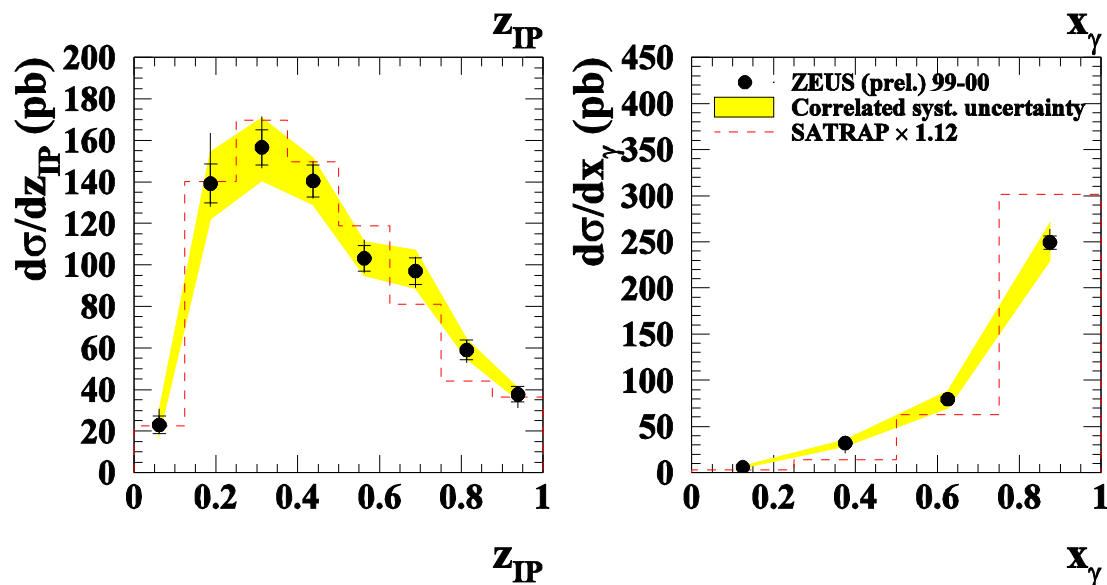 z_IP
x_γ
dσ/dz_IP (pb)
200
180
160
140
120
100
80
60
40
20
0
0 0.2 0.4 0.6 0.8 1
z_IP
dσ/dx_γ (pb)
450
400
350
300
250
200
150
100
50
0
ZEUS (prel.) 99-00
Correlated syst. uncertainty
SATRAP × 1.12
0 0.2 0.4 0.6 0.8 1
x_γ